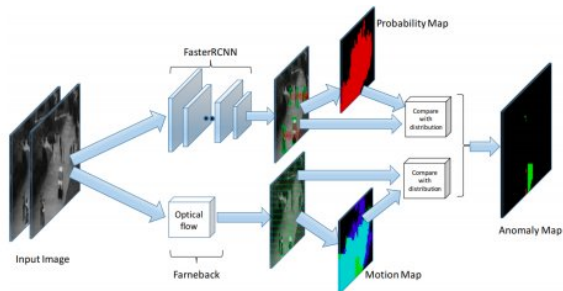 Probability Map
FasterRCNN
Compare
with
distribution
Compare
with
distribution
Optical
flow
Input Image
Farneback
Motion Map
Anomaly Map